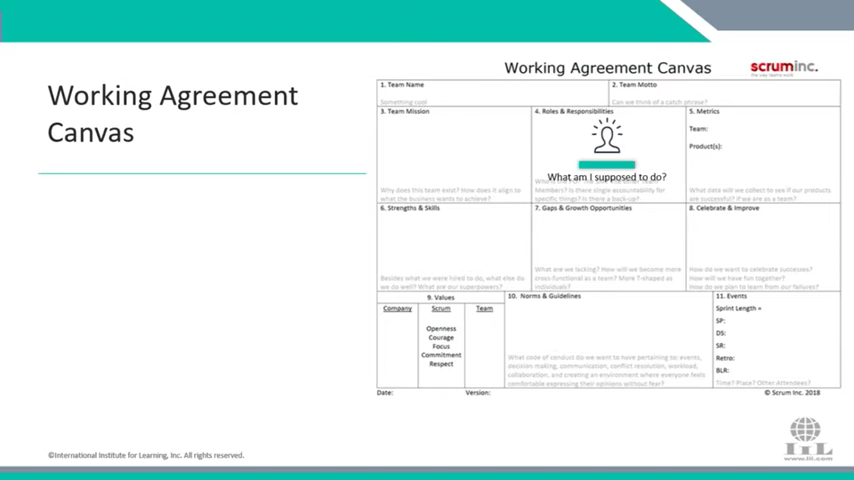 Working Agreement
Canvas
Working Agreement Canvas
scruminc.
1. Team Name
Something cool
2. Team Motto
Can we think of a catch phrase?
3. Team Mission
Why does this team exist? How does it align to
what the business wants to achieve?
4. Roles & Responsibilities
What am I supposed to do?
Members? Is there single accountability for
specific things? Is there a back-up?
5. Metrics
Team:
Product(s):
What data will we collect to see if our products
are successful? if we are as a team?
6. Strengths & Skills
Besides what we were hired to do, what else do
we do well? What are our superpowers?
7. Gaps & Growth Opportunities
What are we lacking? How will we become more
cross-functional as a team? More T-shaped as
individuals?
8. Celebrate & Improve
How do we want to celebrate successes?
How will we have fun together?
How do we plan to learn from our failures?
9. Values
Company Scrum Team
Openness
Courage
Focus
Commitment
Respect
10. Norms & Guidelines
What code of conduct do we want to have pertaining to: events,
decision making, communication, conflict resolution, workload,
collaboration, and creating an environment where everyone feels
comfortable expressing their opinions without fear?
11. Events
Sprint Length =
SP:
DS:
SR:
Retro:
BLR:
Time? Place? Other Attendees?
Date: Version: © Scrum Inc. 2018
©International Institute for Learning, Inc. All rights reserved.
IIL
www.iil.com